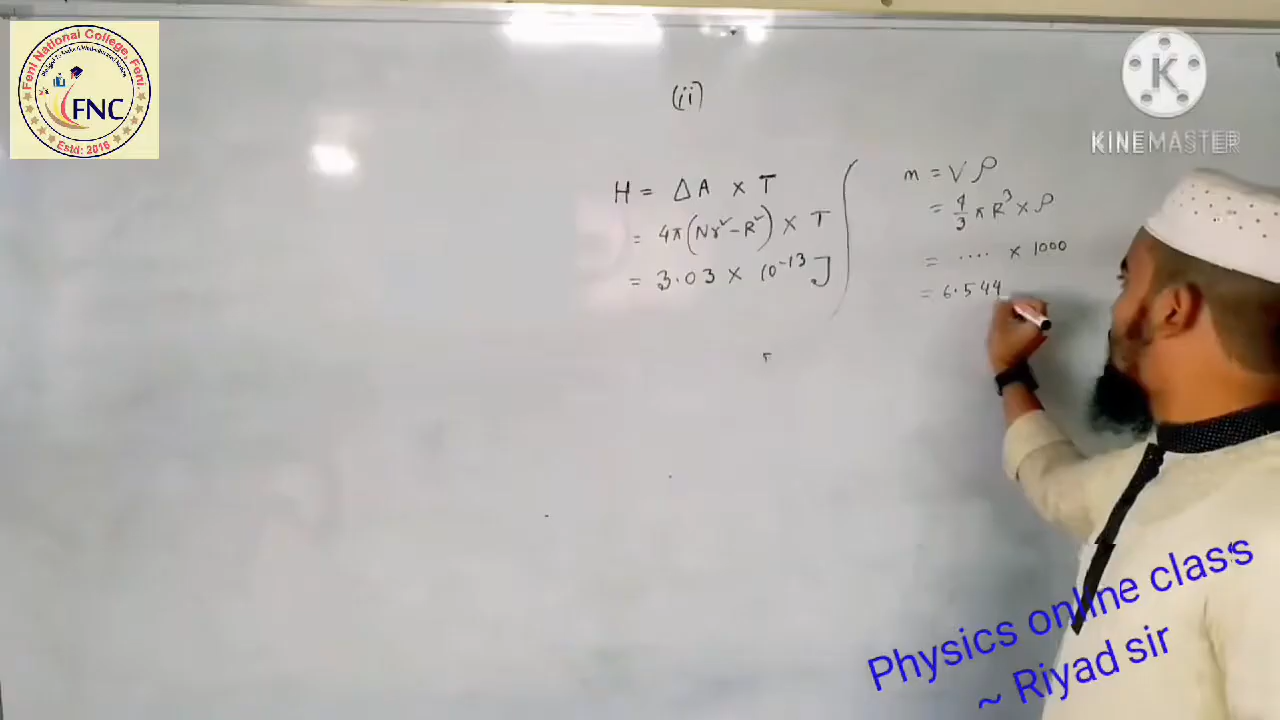 Feni National College, Feni.
FNC
Estd: 2016
K
KINEMASTER
(ii)
H = ΔA × T
= 4π(Nr² - R²) × T
= 3.03 × 10⁻¹³ J
m = Vρ
= 4/3 π R³ × ρ
= .... × 1000
= 6.544
Physics online class
~ Riyad sir